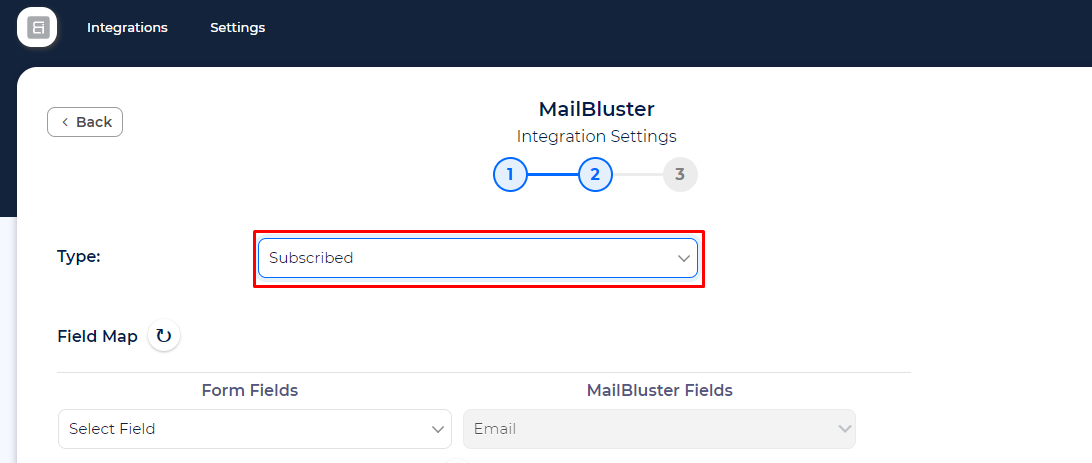 Integrations Settings
Back
MailBluster
Integration Settings
1 2 3
Type: Subscribed
Field Map
Form Fields MailBluster Fields
Select Field Email